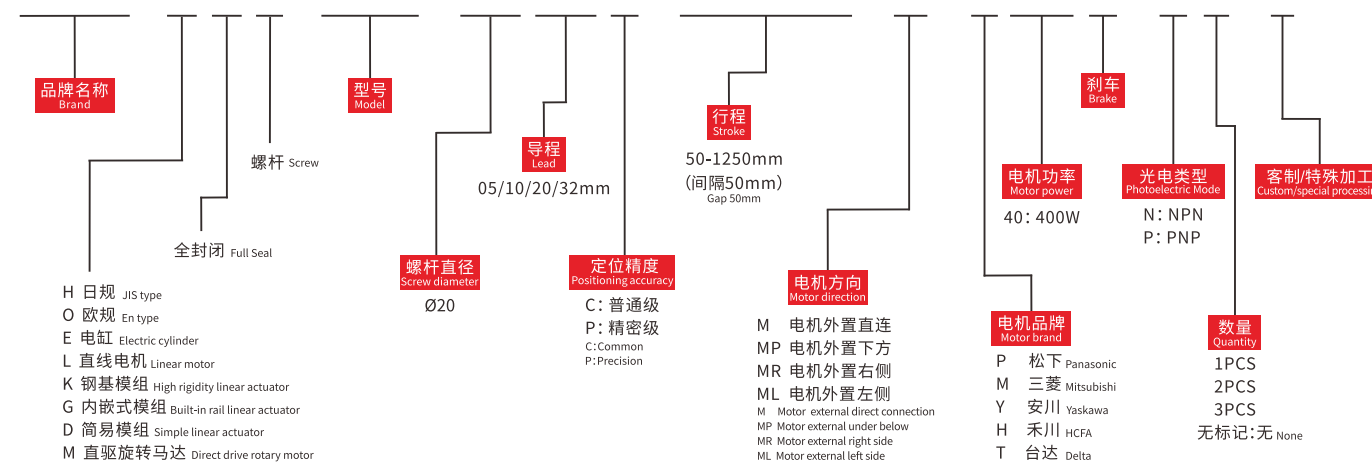 品牌名称
Brand
H 日规 JIS type
O 欧规 En type
E 电缸 Electric cylinder
L 直线电机 Linear motor
K 钢基模组 High rigidity linear actuator
G 内嵌式模组 Built-in rail linear actuator
D 简易模组 Simple linear actuator
M 直驱旋转马达 Direct drive rotary motor
全封闭 Full Seal
螺杆 Screw
型号
Model
螺杆直径
Screw diameter
Ø20
导程
Lead
05/10/20/32mm
定位精度
Positioning accuracy
C：普通级
P：精密级
C:Common
P:Precision
行程
Stroke
50-1250mm
（间隔50mm）
Gap 50mm
电机方向
Motor direction
M 电机外置直连
MP 电机外置下方
MR 电机外置右侧
ML 电机外置左侧
M Motor external direct connection
MP Motor external under below
MR Motor external right side
ML Motor external left side
电机品牌
Motor brand
P 松下 Panasonic
M 三菱 Mitsubishi
Y 安川 Yaskawa
H 禾川 HCFA
T 台达 Delta
电机功率
Motor power
40：400W
刹车
Brake
光电类型
Photoelectric Mode
N：NPN
P：PNP
数量
Quantity
1PCS
2PCS
3PCS
无标记：无 None
客制/特殊加工
Custom/special processin